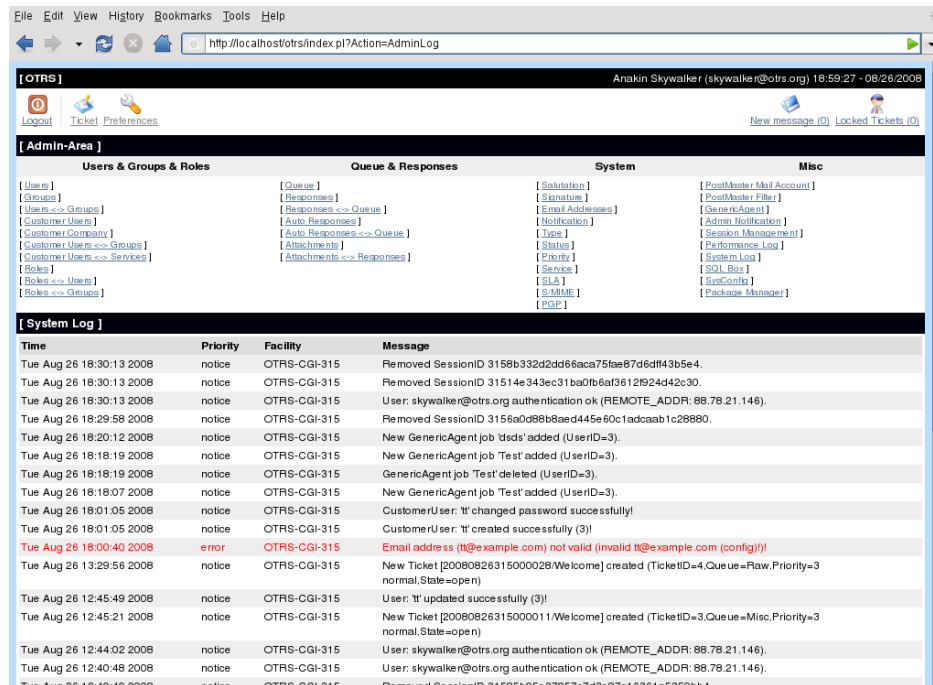 File Edit View History Bookmarks Tools Help
http://localhost/otrs/index.pl?Action=AdminLog
[ OTRS ] Anakin Skywalker (skywalker@otrs.org) 18:59:27 - 08/26/2008
Logout Ticket Preferences New message (0) Locked Tickets (0)
[ Admin-Area ]
Users & Groups & Roles Queue & Responses System Misc
[ Users ] [ Queue ] [ Salutation ] [ PostMaster Mail Account ]
[ Groups ] [ Responses ] [ Signature ] [ PostMaster Filter ]
[ Users <-> Groups ] [ Responses <-> Queue ] [ Email Addresses ] [ GenericAgent ]
[ Customer Users ] [ Auto Responses ] [ Notification ] [ Admin Notification ]
[ Customer Company ] [ Auto Responses <-> Queue ] [ Type ] [ Session Management ]
[ Customer Users <-> Groups ] [ Attachments ] [ Status ] [ Performance Log ]
[ Customer Users <-> Services ] [ Attachments <-> Responses ] [ Priority ] [ System Log ]
[ Roles ] [ Service ] [ SQL Box ]
[ Roles <-> Users ] [ SLA ] [ SysConfig ]
[ Roles <-> Groups ] [ S/MIME ] [ Package Manager ]
[ PGP ]
[ System Log ]
Time Priority Facility Message
Tue Aug 26 18:30:13 2008 notice OTRS-CGI-315 Removed SessionID 3158b332d2dd66aca75fae87d6dff43b5e4.
Tue Aug 26 18:30:13 2008 notice OTRS-CGI-315 Removed SessionID 31514e343ec31ba0fb6af3612f924d42c30.
Tue Aug 26 18:30:13 2008 notice OTRS-CGI-315 User: skywalker@otrs.org authentication ok (REMOTE_ADDR: 88.78.21.146).
Tue Aug 26 18:29:58 2008 notice OTRS-CGI-315 Removed SessionID 3156a0d88b8aed445e60c1adcaab1c28880.
Tue Aug 26 18:20:12 2008 notice OTRS-CGI-315 New GenericAgent job 'dsds' added (UserID=3).
Tue Aug 26 18:18:19 2008 notice OTRS-CGI-315 New GenericAgent job 'Test' added (UserID=3).
Tue Aug 26 18:18:19 2008 notice OTRS-CGI-315 GenericAgent job 'Test' deleted (UserID=3).
Tue Aug 26 18:18:07 2008 notice OTRS-CGI-315 New GenericAgent job 'Test' added (UserID=3).
Tue Aug 26 18:01:05 2008 notice OTRS-CGI-315 CustomerUser: 'tt' changed password successfully!
Tue Aug 26 18:01:05 2008 notice OTRS-CGI-315 CustomerUser: 'tt' created successfully (3)!
Tue Aug 26 18:00:40 2008 error OTRS-CGI-315 Email address (tt@example.com) not valid (invalid tt@example.com (config)!)!
Tue Aug 26 13:29:56 2008 notice OTRS-CGI-315 New Ticket [2008082631500028/Welcome] created (TicketID=4,Queue=Raw,Priority=3
normal,State=open)
Tue Aug 26 12:45:49 2008 notice OTRS-CGI-315 User: 'tt' updated successfully (3)!
Tue Aug 26 12:45:21 2008 notice OTRS-CGI-315 New Ticket [2008082631500011/Welcome] created (TicketID=3,Queue=Misc,Priority=3
normal,State=open)
Tue Aug 26 12:44:02 2008 notice OTRS-CGI-315 User: skywalker@otrs.org authentication ok (REMOTE_ADDR: 88.78.21.146).
Tue Aug 26 12:40:48 2008 notice OTRS-CGI-315 User: skywalker@otrs.org authentication ok (REMOTE_ADDR: 88.78.21.146).